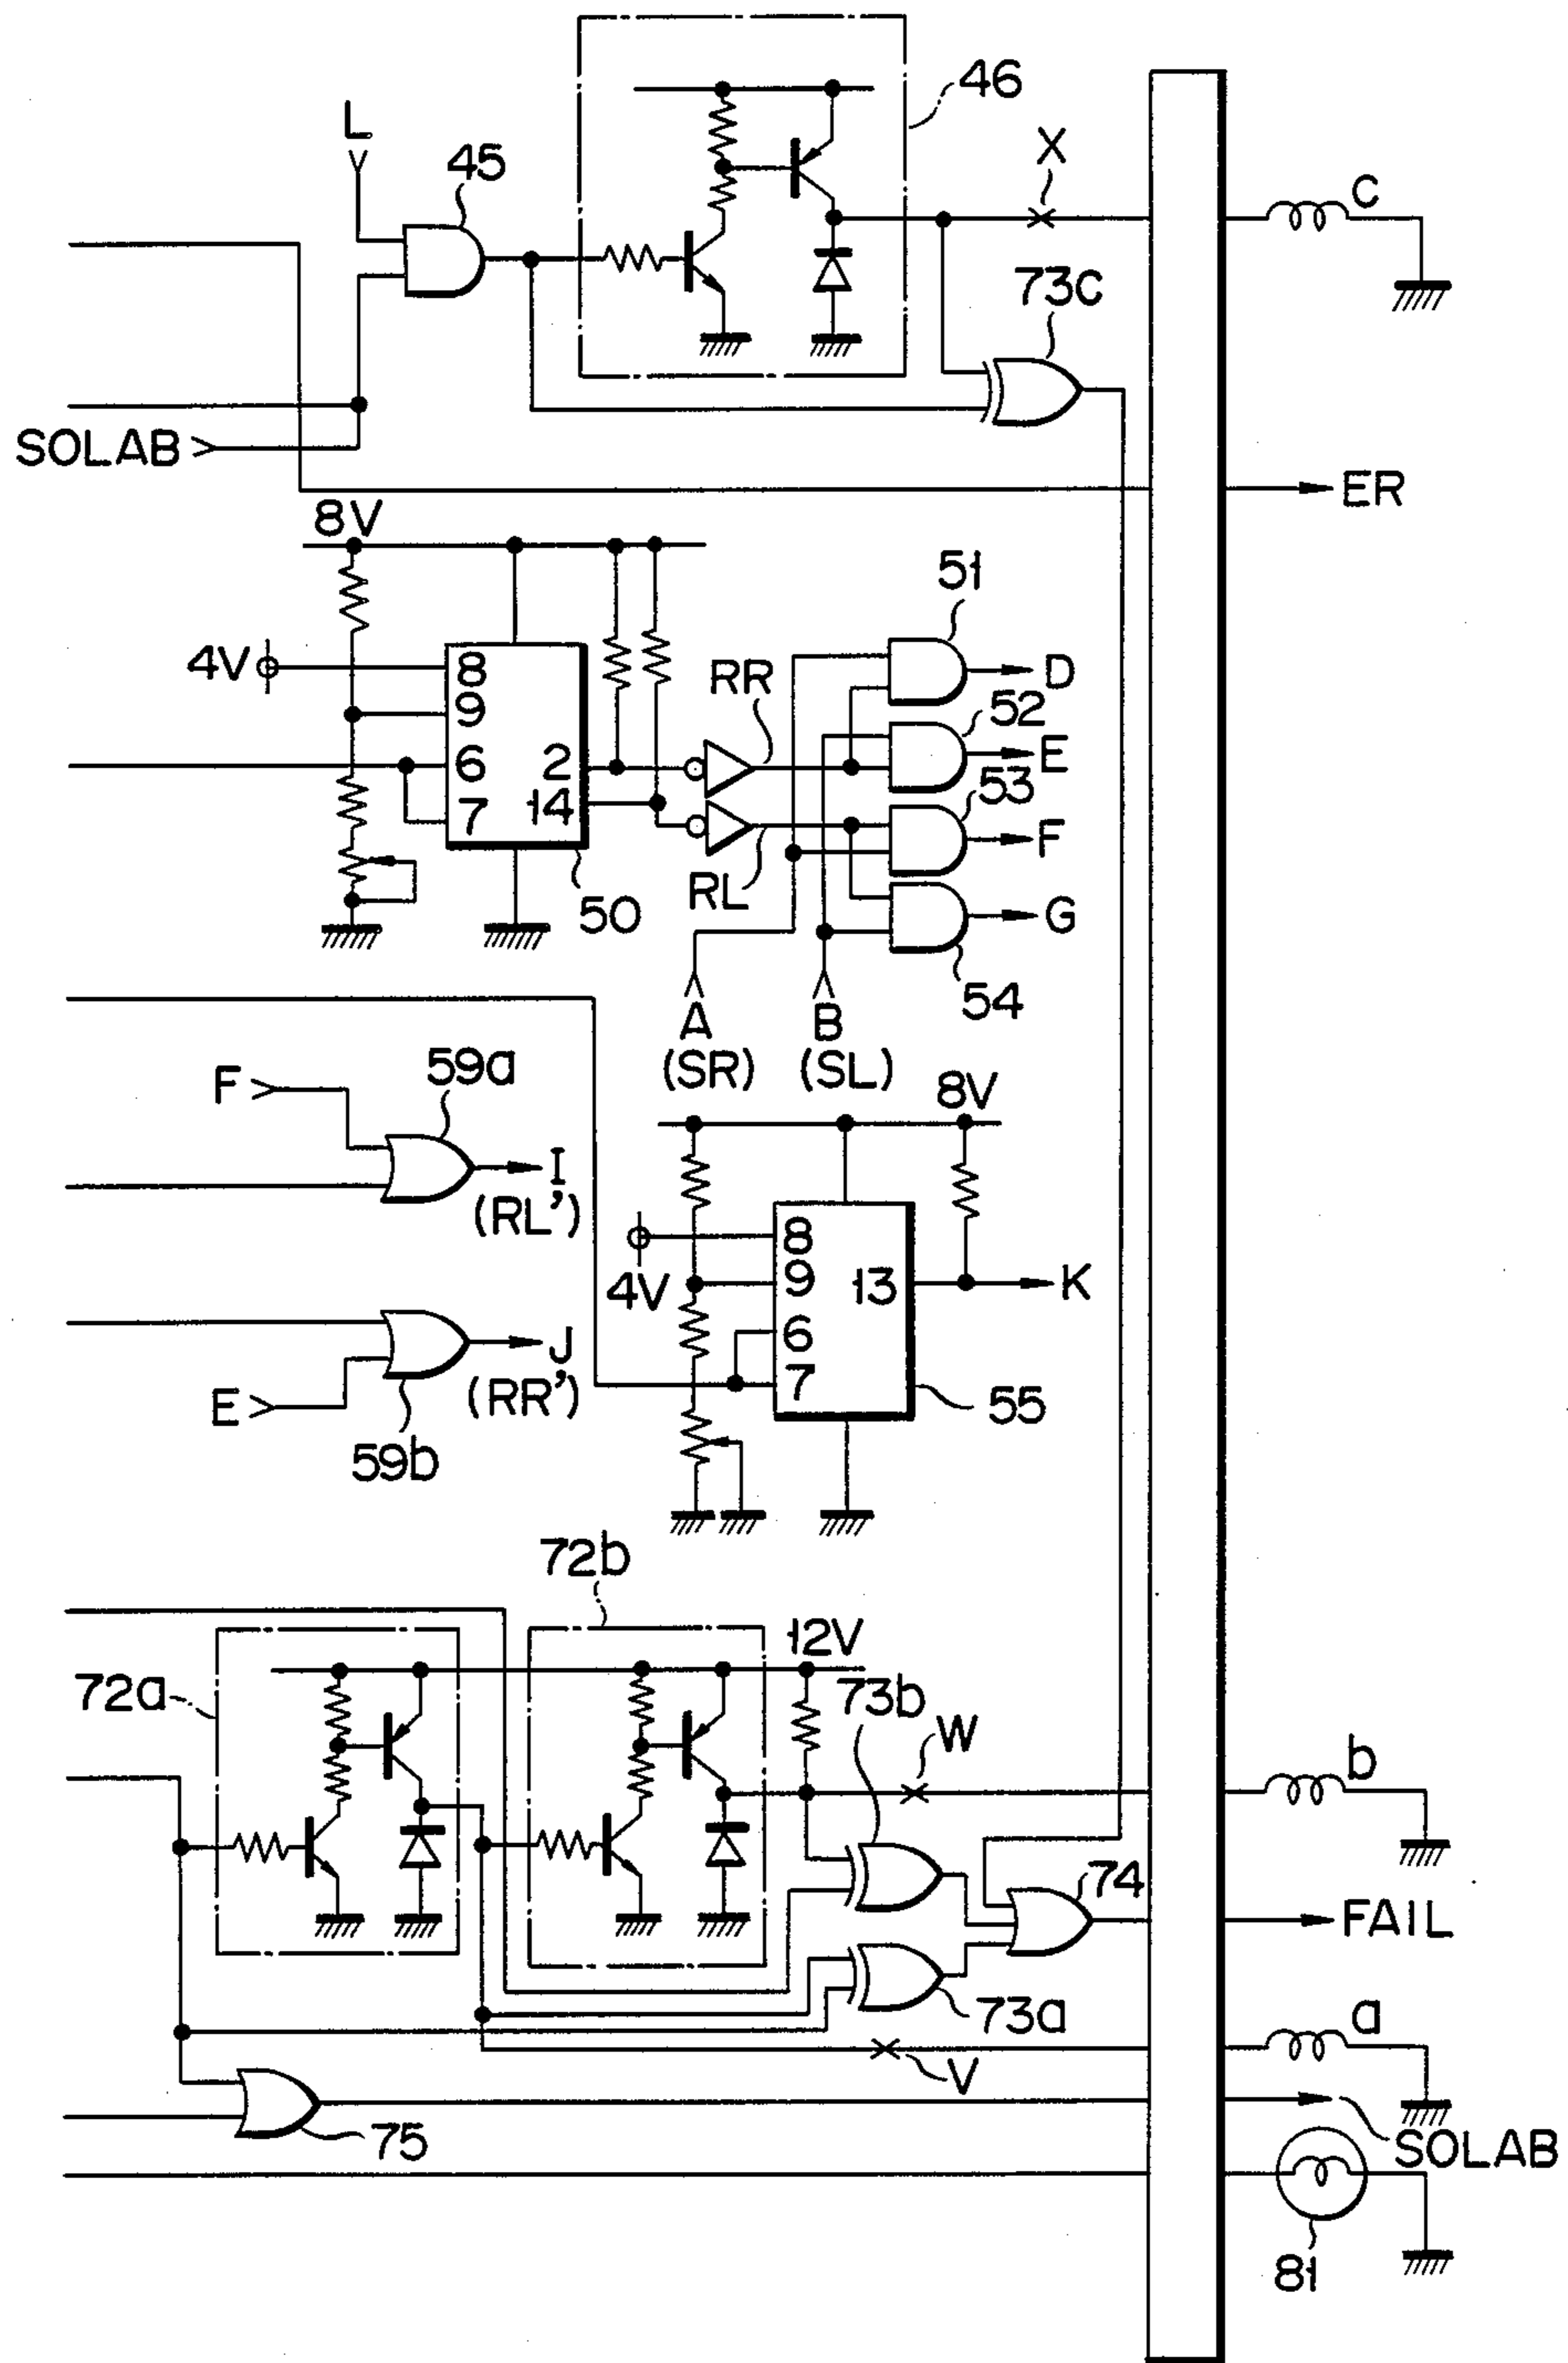 46
L
45
X
C
73c
SOLAB
ER
8V
51
4V
8
9
6
7
2
14
RR
D
52
E
53
F
RL
50
G
54
A
(SR)
B
(SL)
F
59a
I
(RL')
8V
8
9
6
7
13
4V
K
J
(RR')
E
59b
55
72b
12V
72a
73b
W
b
74
FAIL
73a
a
V
75
SOLAB
81